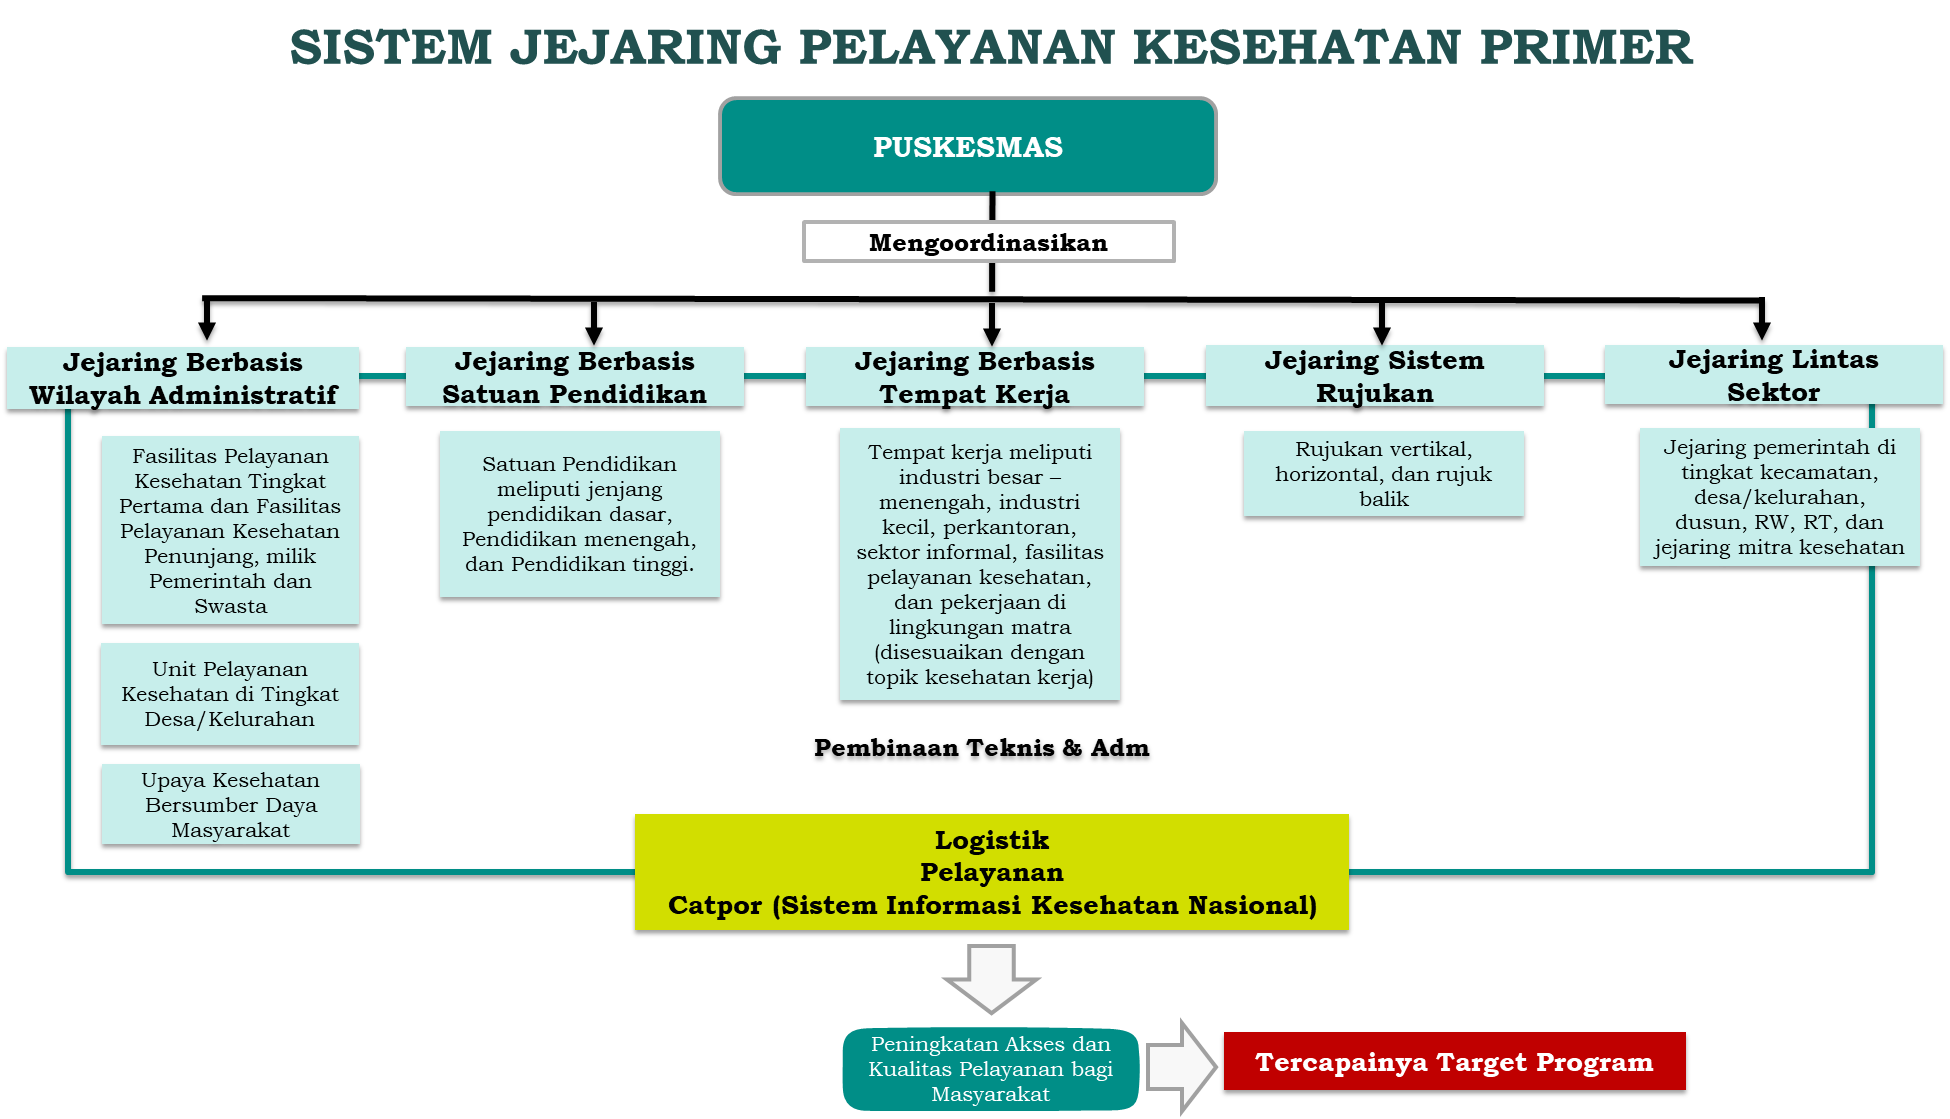 SISTEM JEJARING PELAYANAN KESEHATAN PRIMER
PUSKESMAS
Mengoordinasikan
Jejaring Berbasis
Wilayah Administratif
Fasilitas Pelayanan
Kesehatan Tingkat
Pertama dan Fasilitas
Pelayanan Kesehatan
Penunjang, milik
Pemerintah dan
Swasta
Unit Pelayanan
Kesehatan di Tingkat
Desa/Kelurahan
Upaya Kesehatan
Bersumber Daya
Masyarakat
Jejaring Berbasis
Satuan Pendidikan
Satuan Pendidikan
meliputi jenjang
pendidikan dasar,
Pendidikan menengah,
dan Pendidikan tinggi.
Jejaring Berbasis
Tempat Kerja
Tempat kerja meliputi
industri besar –
menengah, industri
kecil, perkantoran,
sektor informal, fasilitas
pelayanan kesehatan,
dan pekerjaan di
lingkungan matra
(disesuaikan dengan
topik kesehatan kerja)
Jejaring Sistem
Rujukan
Rujukan vertikal,
horizontal, dan rujuk
balik
Jejaring Lintas
Sektor
Jejaring pemerintah di
tingkat kecamatan,
desa/kelurahan,
dusun, RW, RT, dan
jejaring mitra kesehatan
Pembinaan Teknis & Adm
Logistik
Pelayanan
Catpor (Sistem Informasi Kesehatan Nasional)
Peningkatan Akses dan
Kualitas Pelayanan bagi
Masyarakat
Tercapainya Target Program